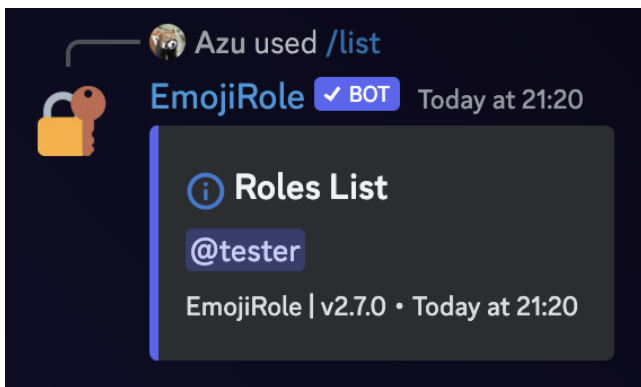 Azu used /list
EmojiRole ✓ BOT Today at 21:20
Roles List
@tester
EmojiRole | v2.7.0 • Today at 21:20